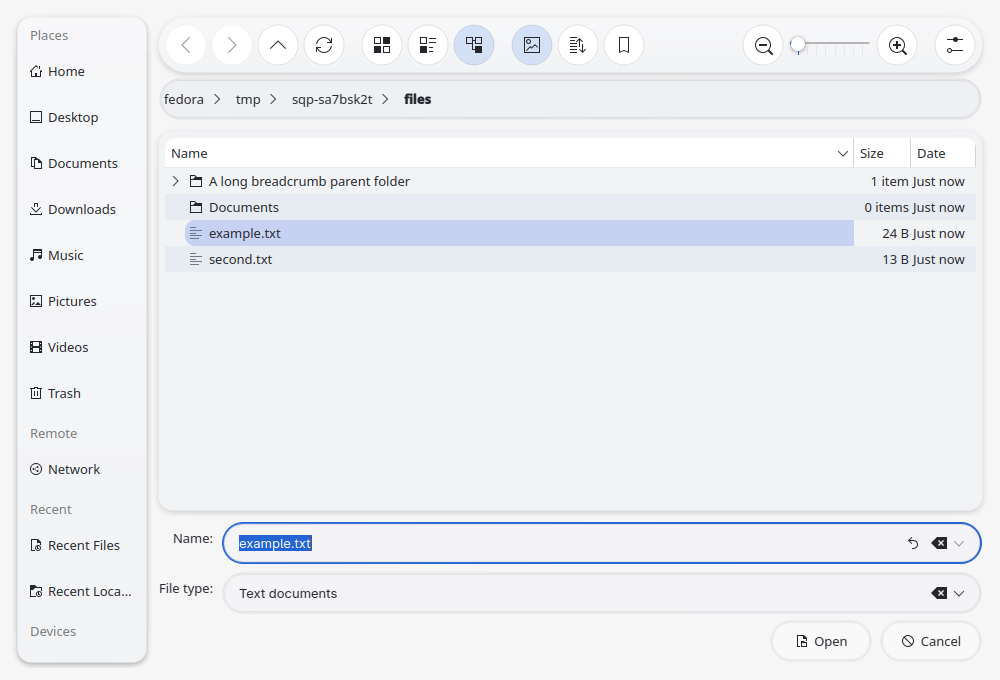 Places
Home
Desktop
Documents
Downloads
Music
Pictures
Videos
Trash
Remote
Network
Recent
Recent Files
Recent Loca...
Devices
fedora > tmp > sqp-sa7bsk2t > files
Name Size Date
A long breadcrumb parent folder 1 item Just now
Documents 0 items Just now
example.txt 24 B Just now
second.txt 13 B Just now
Name: example.txt
File type: Text documents
Open Cancel